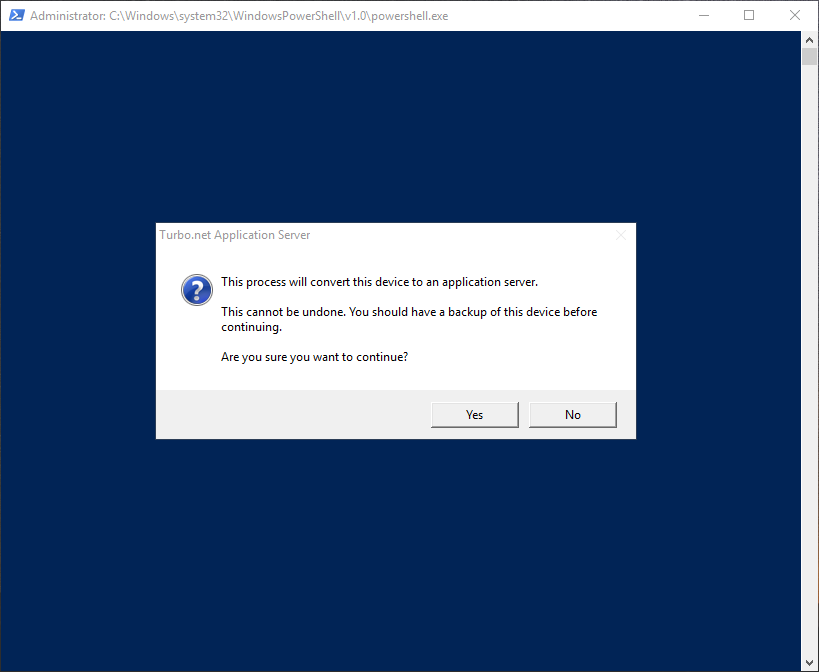 Administrator: C:\Windows\system32\WindowsPowerShell\v1.0\powershell.exe
Turbo.net Application Server
This process will convert this device to an application server.
This cannot be undone. You should have a backup of this device before
continuing.
Are you sure you want to continue?
Yes No